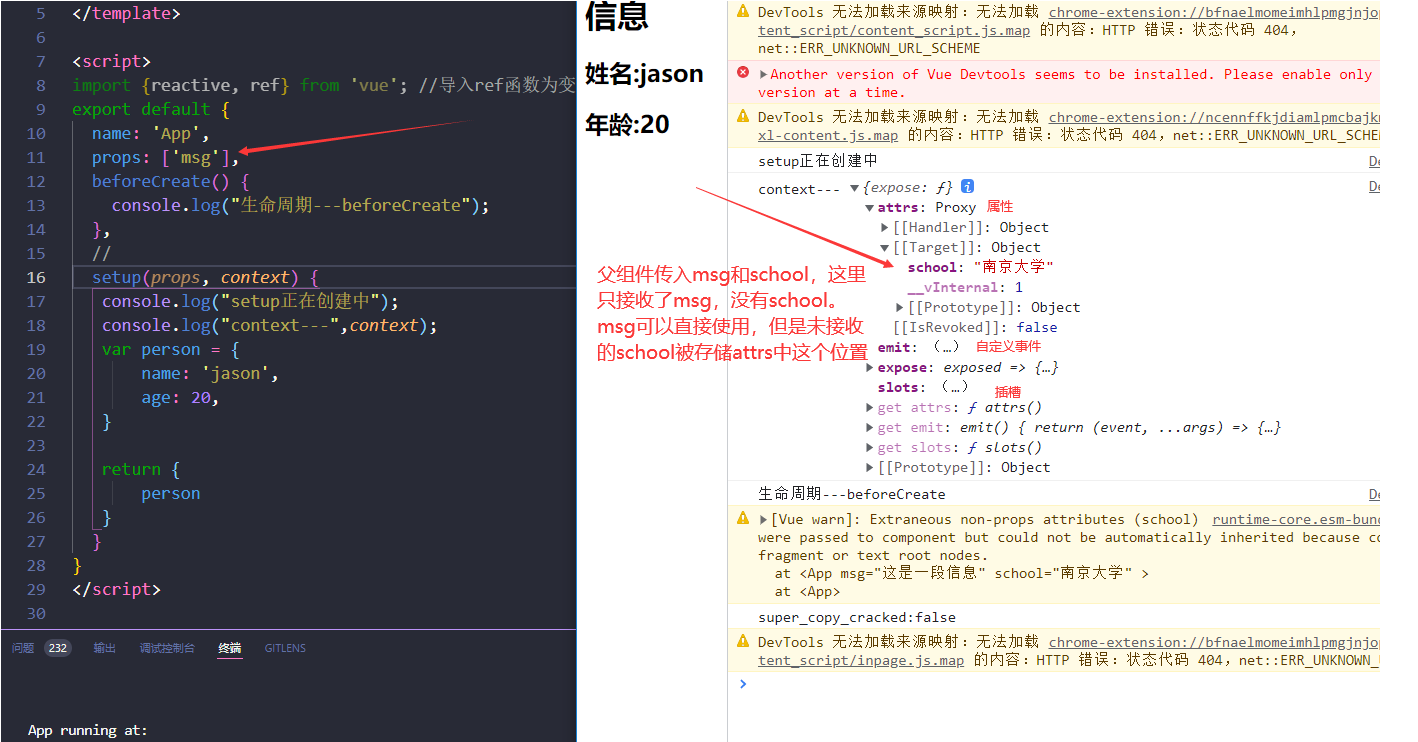 5 </template>
6
7 <script>
8 import {reactive, ref} from 'vue'; //导入ref函数为变
9 export default {
10 name: 'App',
11 props: ['msg'],
12 beforeCreate() {
13 console.log("生命周期---beforeCreate");
14 },
15 //
16 setup(props, context) {
17 console.log("setup正在创建中");
18 console.log("context---",context);
19 var person = {
20 name: 'jason',
21 age: 20,
22 }
23
24 return {
25 person
26 }
27 }
28 }
29 </script>
30
问题 232 输出 调试控制台 终端 GITLENS
App running at:
信息
姓名:jason
年龄:20
父组件传入msg和school，这里
只接收了msg，没有school。
msg可以直接使用，但是未接收
的school被存储attrs中这个位置
DevTools 无法加载来源映射：无法加载 chrome-extension://bfnaelmomeimhlpmgjnjop
tent_script/content_script.js.map 的内容：HTTP 错误：状态代码 404，
net::ERR_UNKNOWN_URL_SCHEME
Another version of Vue Devtools seems to be installed. Please enable only
version at a time.
DevTools 无法加载来源映射：无法加载 chrome-extension://ncennffkjdiamlpmcbajkm
xl-content.js.map 的内容：HTTP 错误：状态代码 404，net::ERR_UNKNOWN_URL_SCHEM
setup正在创建中 De
context--- {expose: ƒ} i De
attrs: Proxy 属性
[[Handler]]: Object
[[Target]]: Object
school: "南京大学"
__vInternal: 1
[[Prototype]]: Object
[[IsRevoked]]: false
emit: （…） 自定义事件
expose: exposed => {…}
slots: （…） 插槽
get attrs: ƒ attrs()
get emit: emit() { return (event, ...args) => {…}
get slots: ƒ slots()
[[Prototype]]: Object
生命周期---beforeCreate De
[Vue warn]: Extraneous non-props attributes (school) runtime-core.esm-bund
were passed to component but could not be automatically inherited because co
fragment or text root nodes.
at <App msg="这是一段信息" school="南京大学" >
at <App>
super_copy_cracked:false
DevTools 无法加载来源映射：无法加载 chrome-extension://bfnaelmomeimhlpmgjnjop
tent_script/inpage.js.map 的内容：HTTP 错误：状态代码 404，net::ERR_UNKNOWN_U